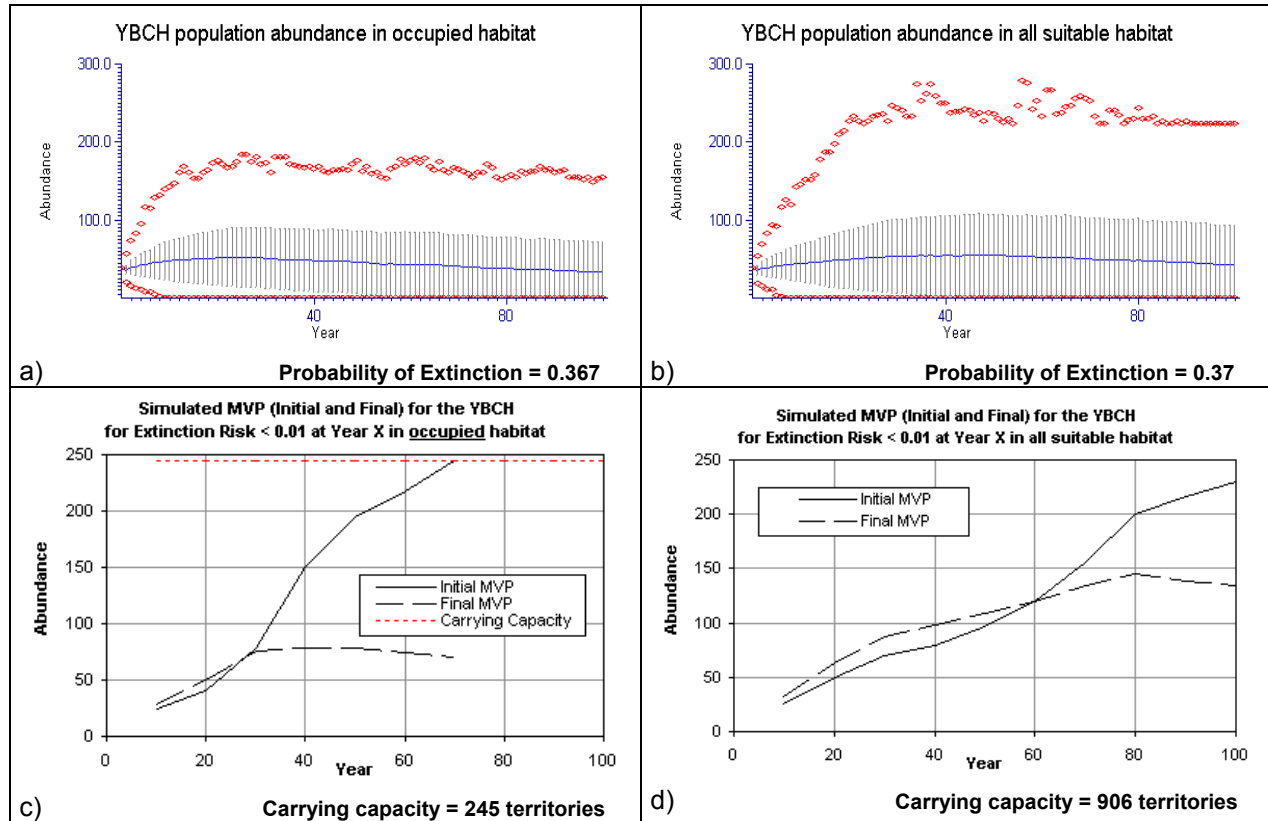 YBCH population abundance in occupied habitat
300.0
200.0
100.0
Abundance
40
80
Year
a)
Probability of Extinction = 0.367
YBCH population abundance in all suitable habitat
300.0
200.0
100.0
Abundance
40
80
Year
b)
Probability of Extinction = 0.37
Simulated MVP (Initial and Final) for the YBCH
for Extinction Risk < 0.01 at Year X in occupied habitat
250
200
150
100
50
0
Abundance
Initial MVP
Final MVP
Carrying Capacity
0
20
40
60
80
100
Year
c)
Carrying capacity = 245 territories
Simulated MVP (Initial and Final) for the YBCH
for Extinction Risk < 0.01 at Year X in all suitable habitat
250
200
150
100
50
0
Abundance
Initial MVP
Final MVP
0
20
40
60
80
100
Year
d)
Carrying capacity = 906 territories